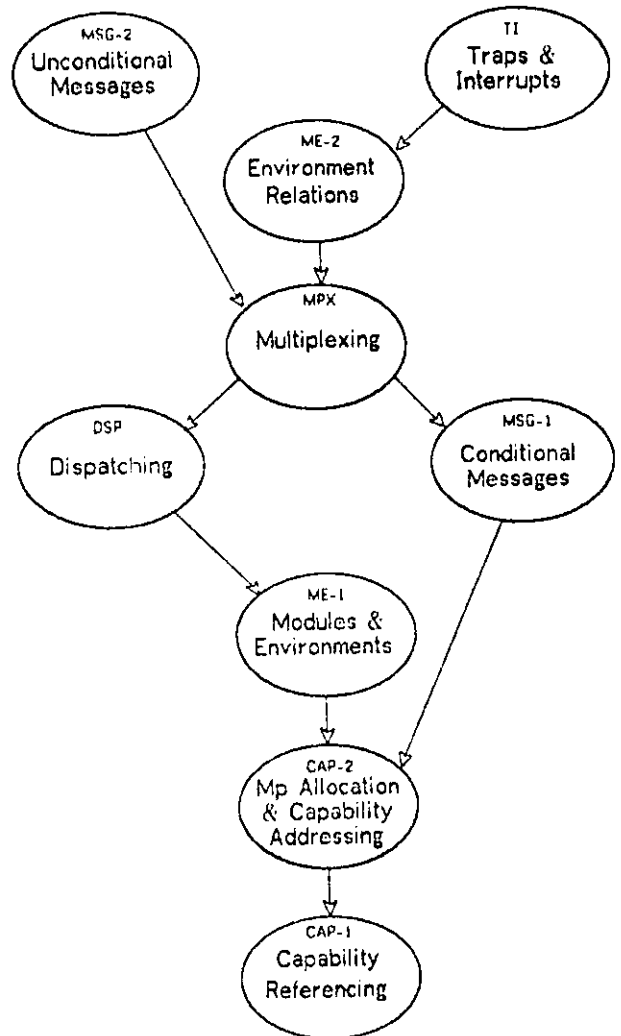 MSG-2
Unconditional
Messages
TI
Traps &
Interrupts
ME-2
Environment
Relations
MPX
Multiplexing
DSP
Dispatching
MSG-1
Conditional
Messages
ME-1
Modules &
Environments
CAP-2
Mp Allocation
& Capability
Addressing
CAP-1
Capability
Referencing